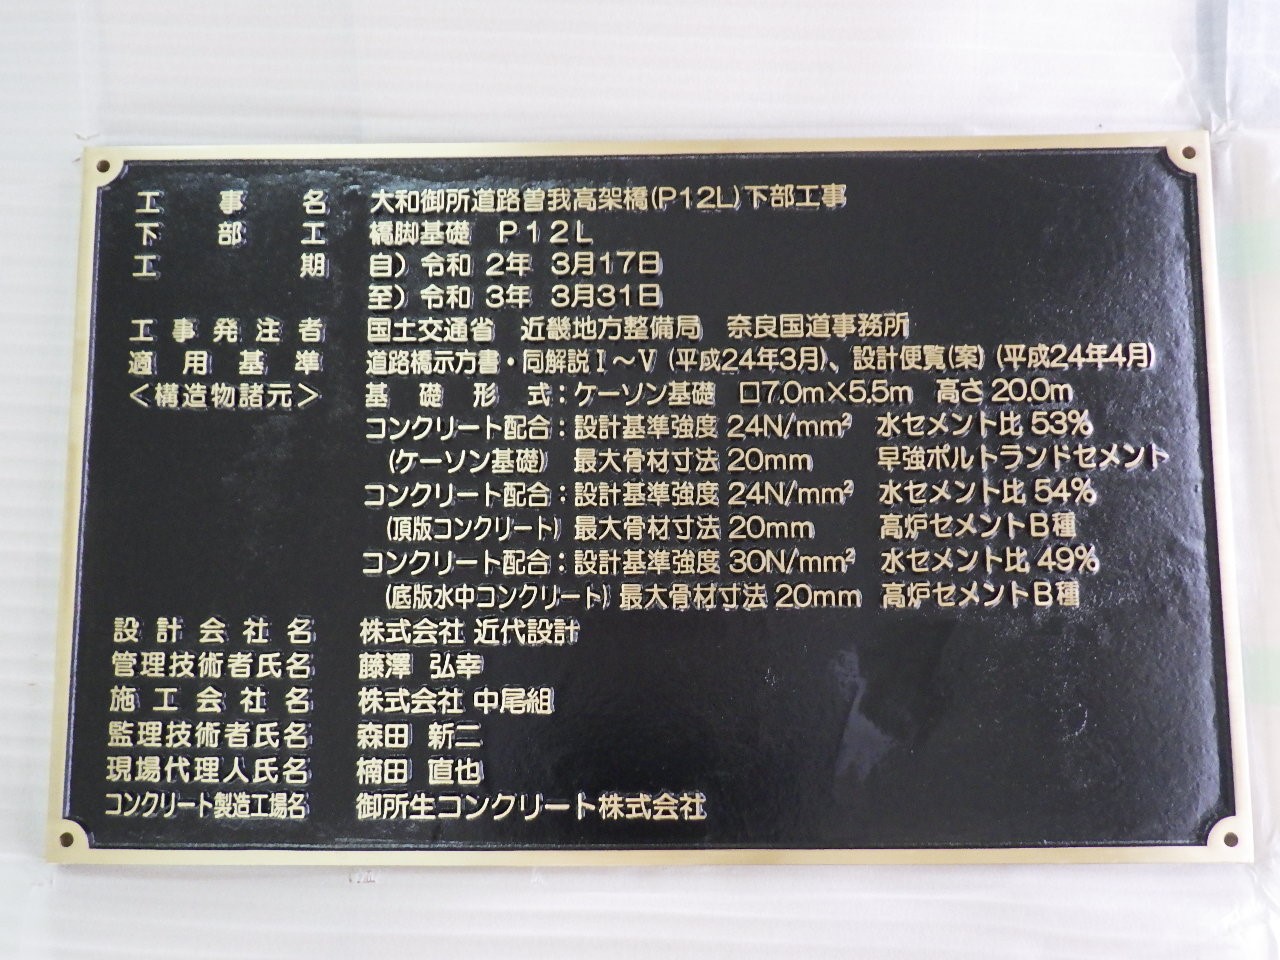 工事名 大和御所道路曽我高架橋(P12L)下部工事
下部工 橋脚基礎 P12L
工期 自)令和 2年 3月17日
至)令和 3年 3月31日
工事発注者 国土交通省 近畿地方整備局 奈良国道事務所
適用基準 道路橋示方書・同解説Ⅰ～Ⅴ(平成24年3月)、設計便覧(案)(平成24年4月)
＜構造物諸元＞ 基礎形式：ケーソン基礎 口7.0m×5.5m 高さ20.0m
コンクリート配合：設計基準強度 24N/mm² 水セメント比 53%
(ケーソン基礎) 最大骨材寸法 20mm 早強ポルトランドセメント
コンクリート配合：設計基準強度 24N/mm² 水セメント比 54%
(頂版コンクリート) 最大骨材寸法 20mm 高炉セメントB種
コンクリート配合：設計基準強度 30N/mm² 水セメント比 49%
(底版水中コンクリート) 最大骨材寸法 20mm 高炉セメントB種
設計会社名 株式会社 近代設計
管理技術者氏名 藤澤 弘幸
施工会社名 株式会社 中尾組
監理技術者氏名 森田 新二
現場代理人氏名 楠田 直也
コンクリート製造工場名 御所生コンクリート株式会社